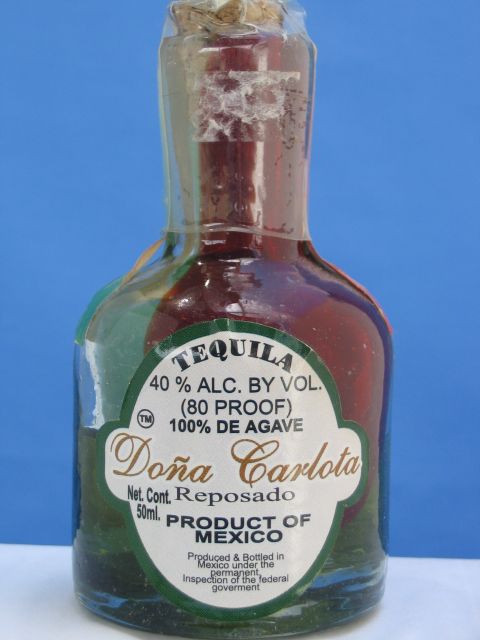 TEQUILA
40 % ALC. BY VOL.
(80 PROOF)
TM
100% DE AGAVE
Doña Carlota
Net. Cont. Reposado
50ml.
PRODUCT OF
MEXICO
Produced & Bottled in
Mexico under the
permanent
Inspection of the federal
goverment